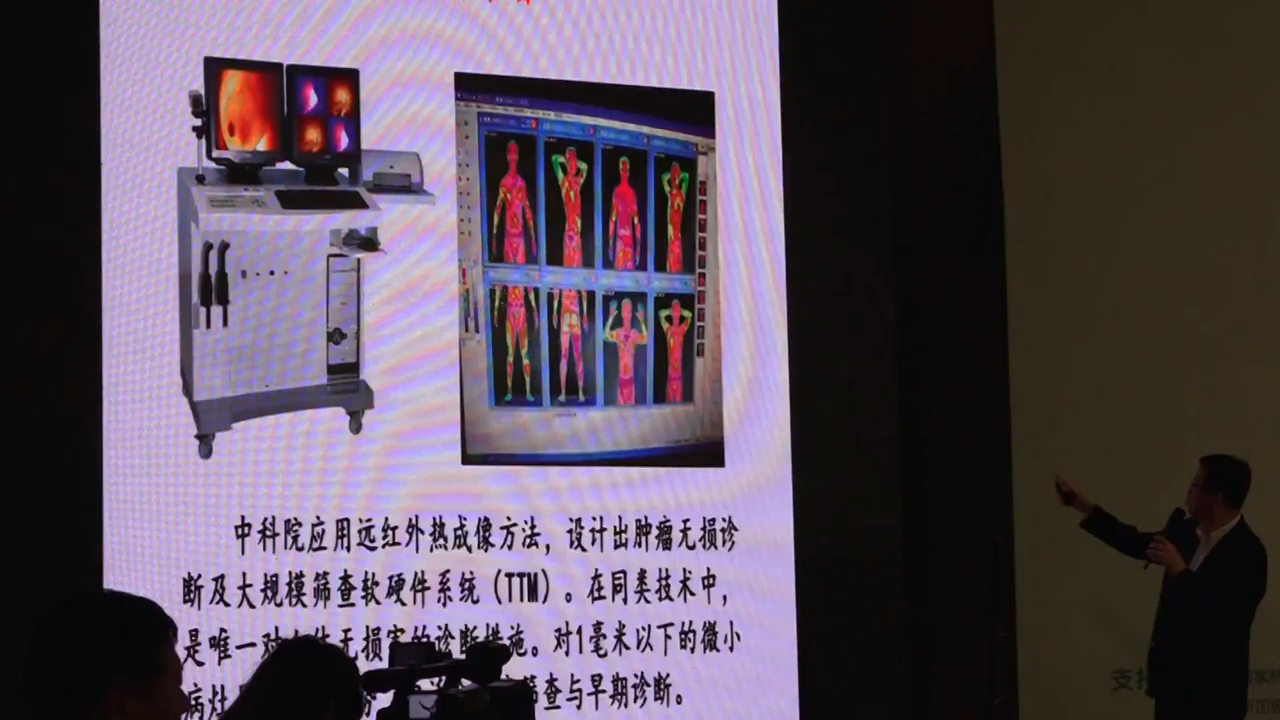 中科院应用远红外热成像方法，设计出肿瘤无损诊
断及大规模筛查软硬件系统（TTM）。在同类技术中，
是唯一对 无损害的诊断措施。对1毫米以下的微小
病灶 筛查与早期诊断。
支持